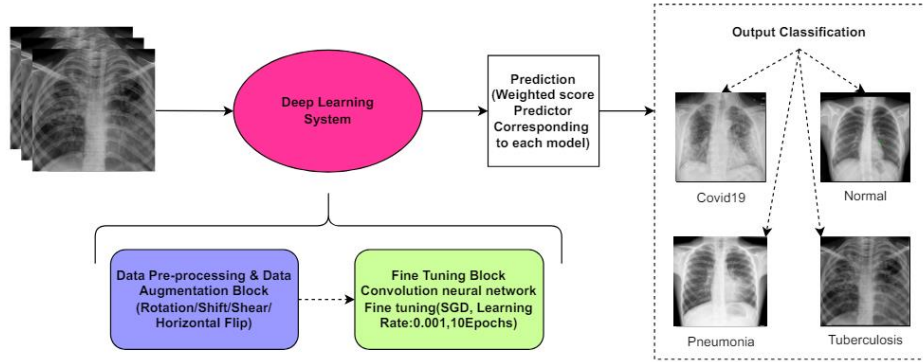 Deep Learning
System
Prediction
(Weighted score
Predictor
Corresponding
to each model)
Output Classification
Covid19
Normal
Pneumonia
Tuberculosis
Data Pre-processing & Data
Augmentation Block
(Rotation/Shift/Shear/
Horizontal Flip)
Fine Tuning Block
Convolution neural network
Fine tuning(SGD, Learning
Rate:0.001,10Epochs)